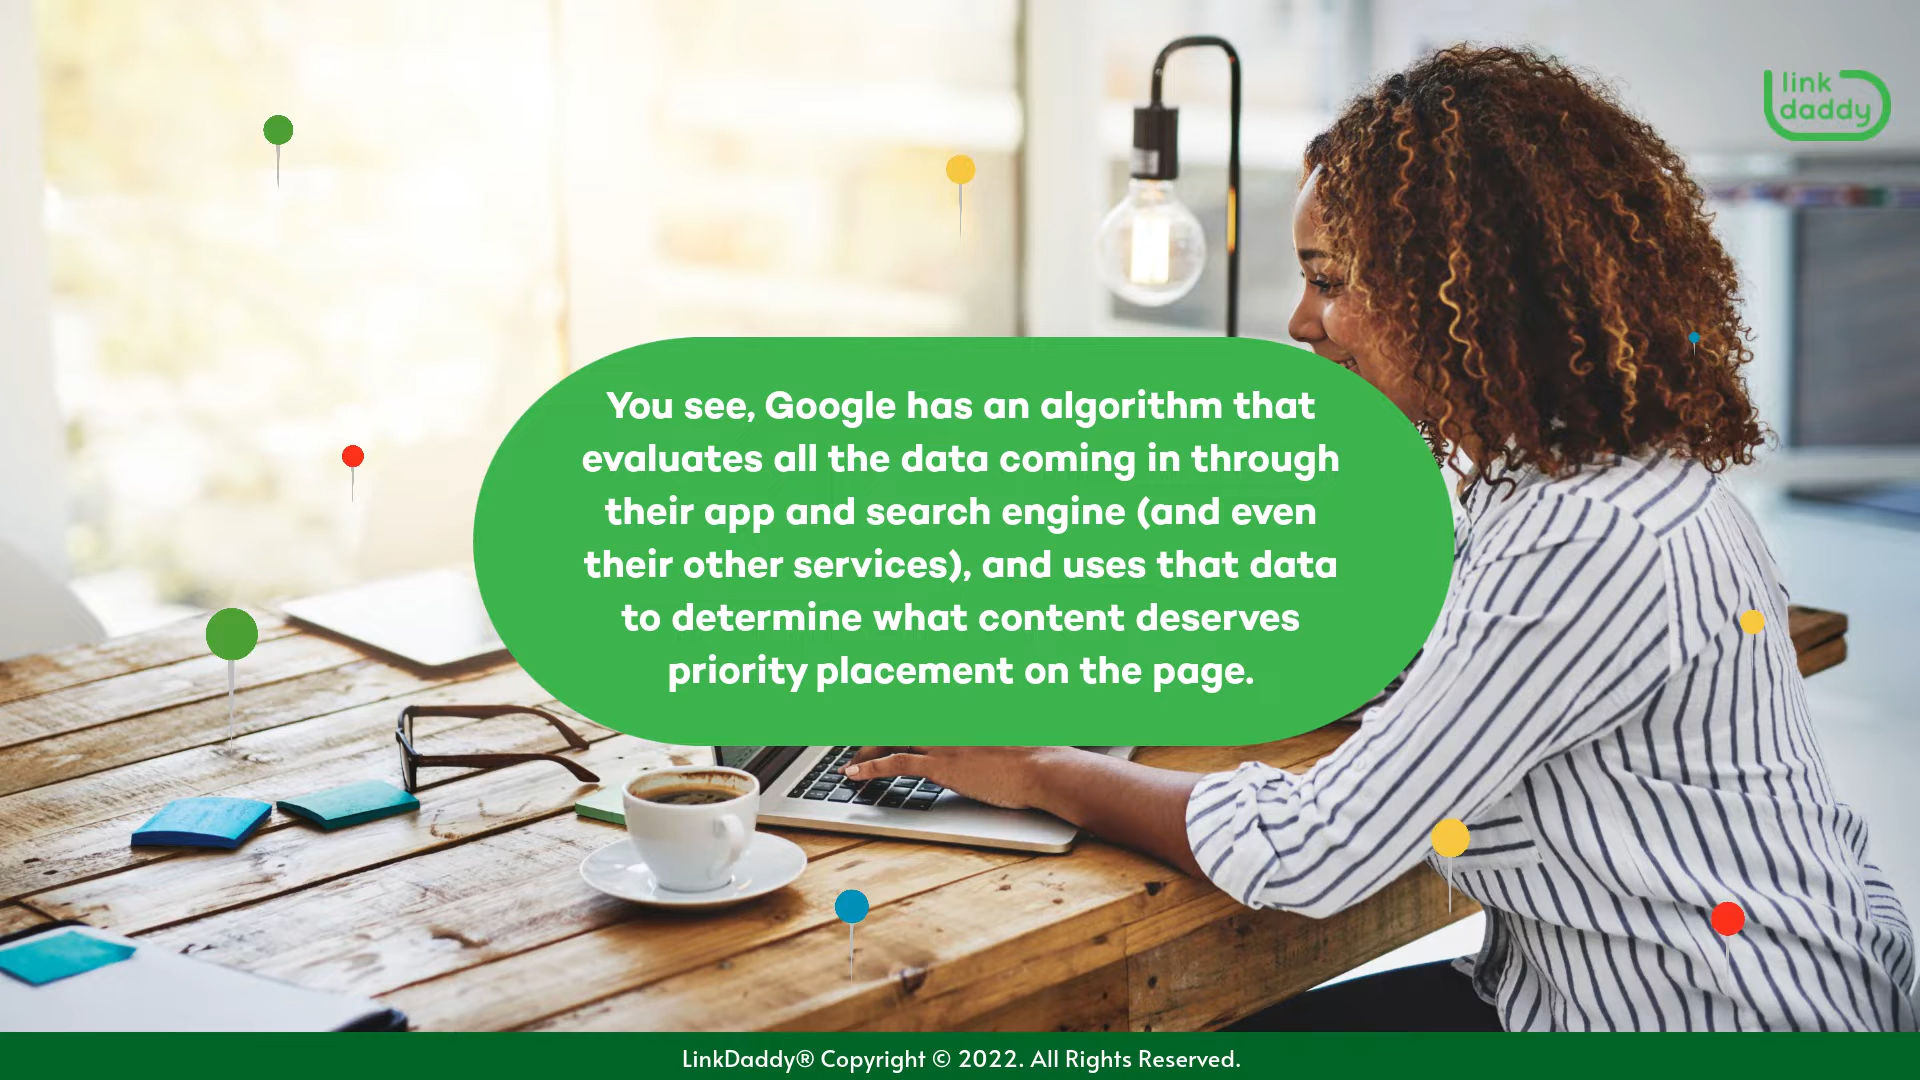 link
daddy
You see, Google has an algorithm that
evaluates all the data coming in through
their app and search engine (and even
their other services), and uses that data
to determine what content deserves
priority placement on the page.
LinkDaddy® Copyright © 2022. All Rights Reserved.